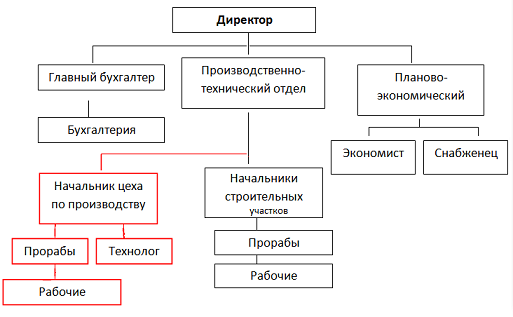 Директор
Главный бухгалтер
Производственно-
технический отдел
Планово-
экономический
Бухгалтерия
Экономист
Снабженец
Начальник цеха
по производству
Начальники
строительных
участков
Прорабы
Технолог
Прорабы
Рабочие
Рабочие